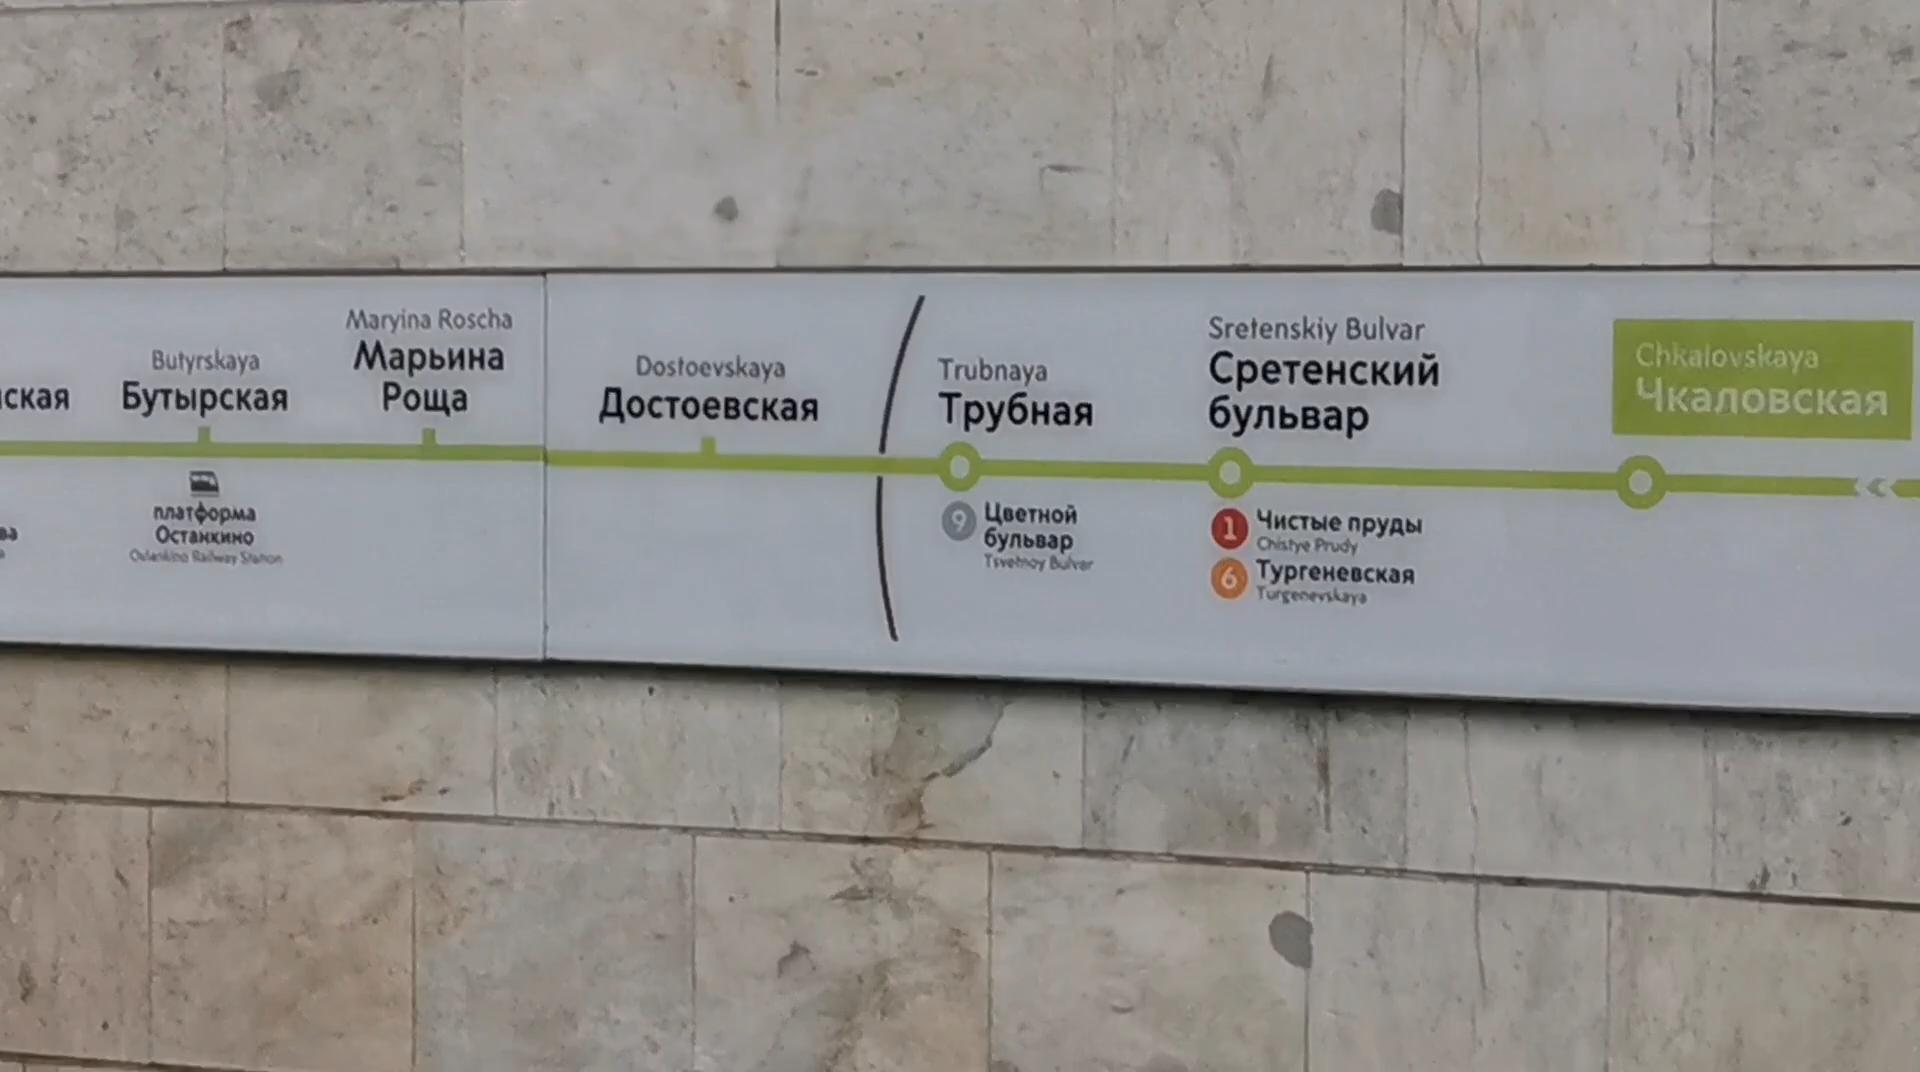 Butyrskaya
Бутырская
платформа
Останкино
Ostankino Railway Station
Maryina Roscha
Марьина
Роща
Dostoevskaya
Достоевская
Trubnaya
Трубная
9 Цветной
бульвар
Tsvetnoy Bulvar
Sretenskiy Bulvar
Сретенский
бульвар
1 Чистые пруды
Chistye Prudy
6 Тургеневская
Turgenevskaya
Chkalovskaya
Чкаловская